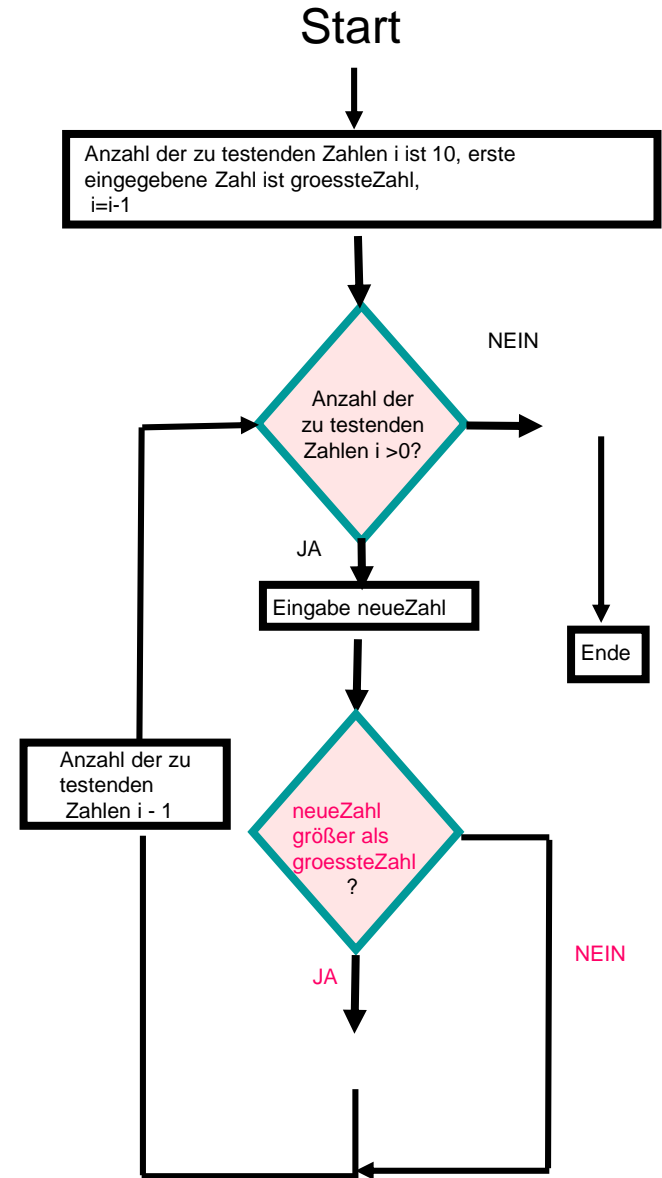 Start
Anzahl der zu testenden Zahlen i ist 10, erste
eingegebene Zahl ist groessteZahl,
i=i-1
NEIN
Anzahl der
zu testenden
Zahlen i >0?
JA
Eingabe neueZahl
Ende
Anzahl der zu
testenden
Zahlen i - 1
neueZahl
größer als
groessteZahl
?
NEIN
JA